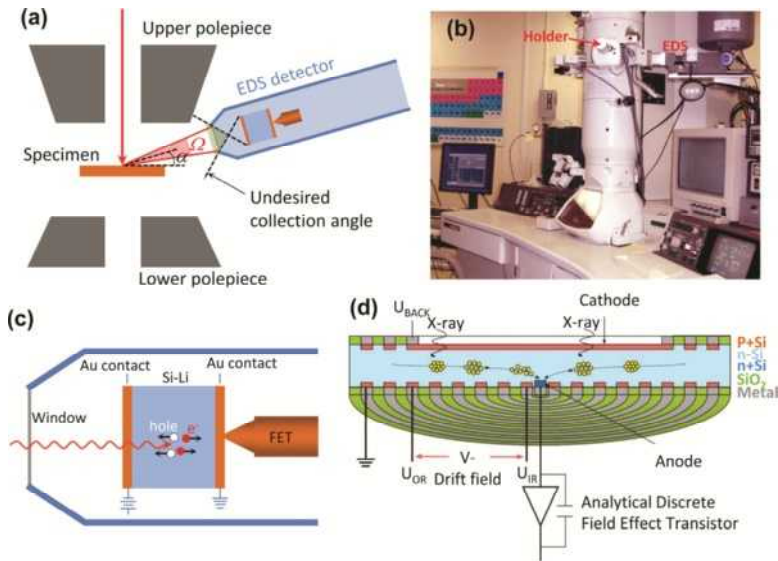 (a)
Upper polepiece
EDS detector
Ω
α
Specimen
Undesired
collection angle
Lower polepiece
(b)
Holder
EDS
(c)
Au contact
Au contact
Si-Li
Window
hole
e-
FET
(d)
Cathode
U_BACK
X-ray
X-ray
P+Si
n-Si
n+Si
SiO2
Metal
V-
U_OR
Drift field
U_IR
Anode
Analytical Discrete
Field Effect Transistor